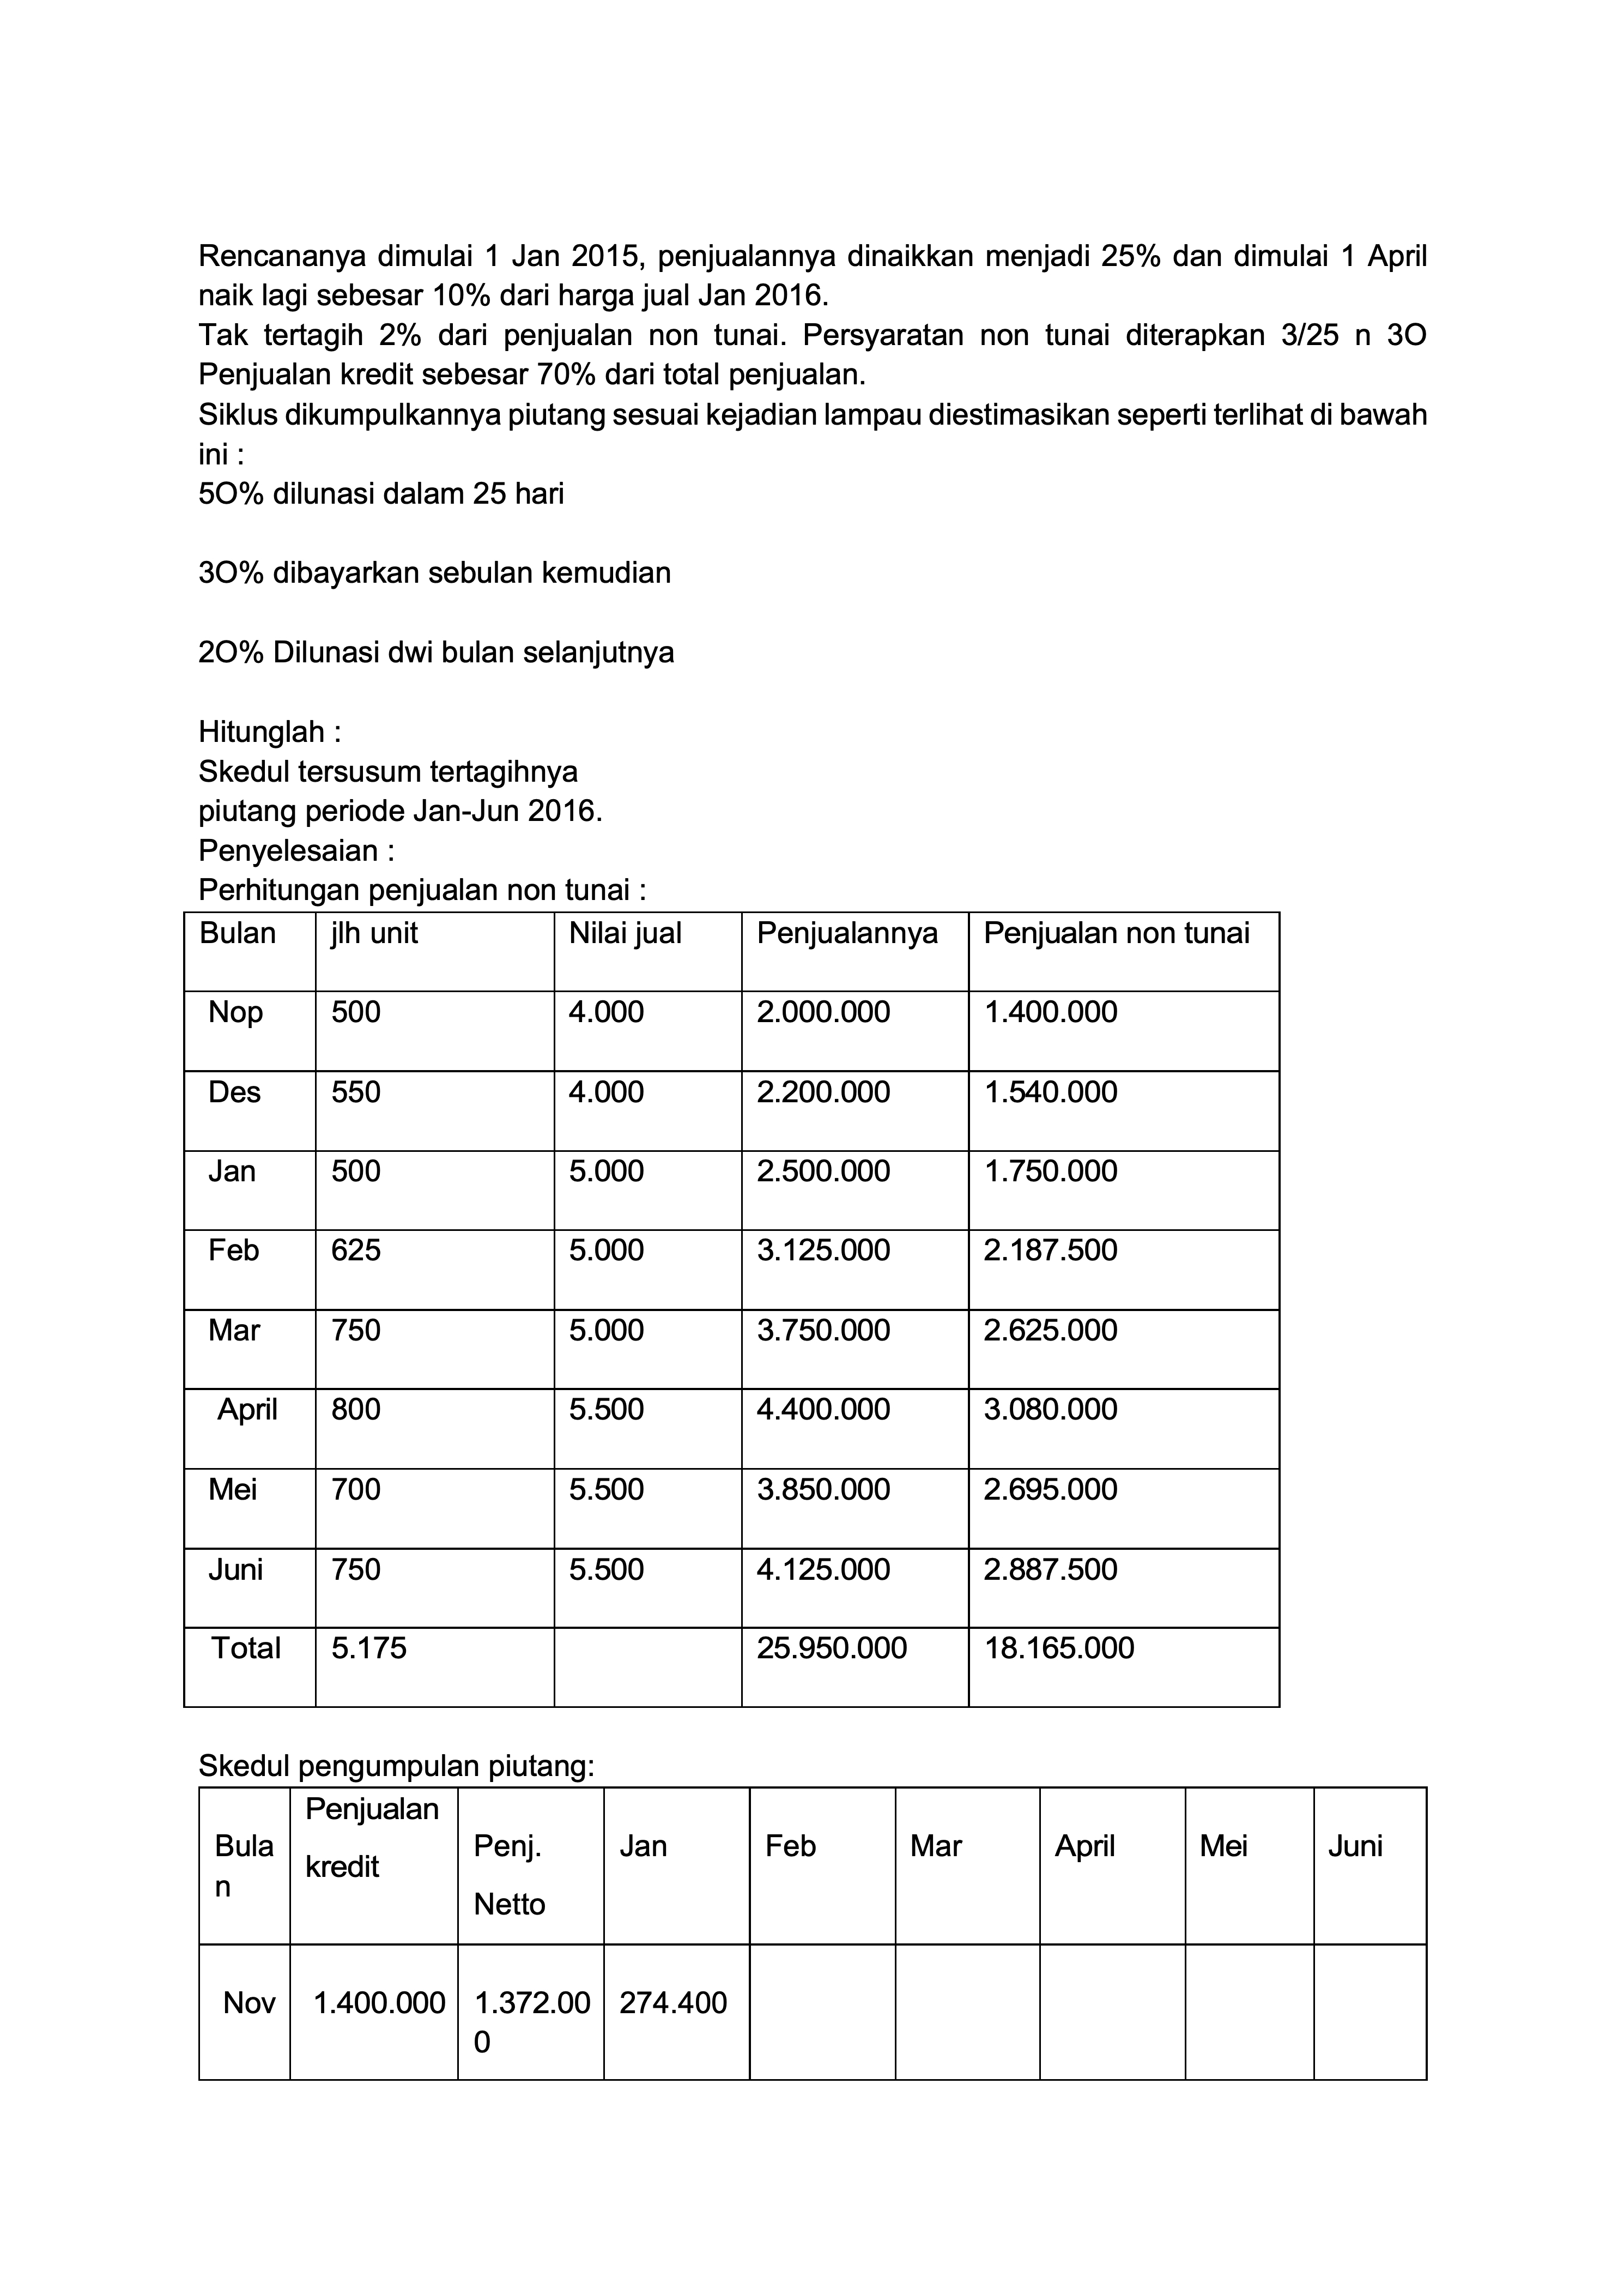 Rencananya dimulai 1 Jan 2015, penjualannya dinaikkan menjadi 25% dan dimulai 1 April
naik lagi sebesar 10% dari harga jual Jan 2016.
Tak tertagih 2% dari penjualan non tunai. Persyaratan non tunai diterapkan 3/25 n 3O
Penjualan kredit sebesar 70% dari total penjualan.
Siklus dikumpulkannya piutang sesuai kejadian lampau diestimasikan seperti terlihat di bawah
ini :
5O% dilunasi dalam 25 hari
3O% dibayarkan sebulan kemudian
2O% Dilunasi dwi bulan selanjutnya
Hitunglah :
Skedul tersusum tertagihnya
piutang periode Jan-Jun 2016.
Penyelesaian :
Perhitungan penjualan non tunai :
Bulan jlh unit Nilai jual Penjualannya Penjualan non tunai
Nop 500 4.000 2.000.000 1.400.000
Des 550 4.000 2.200.000 1.540.000
Jan 500 5.000 2.500.000 1.750.000
Feb 625 5.000 3.125.000 2.187.500
Mar 750 5.000 3.750.000 2.625.000
April 800 5.500 4.400.000 3.080.000
Mei 700 5.500 3.850.000 2.695.000
Juni 750 5.500 4.125.000 2.887.500
Total 5.175 25.950.000 18.165.000
Skedul pengumpulan piutang:
Bula
n
Penjualan
kredit
Penj.
Netto
Jan Feb Mar April Mei Juni
Nov 1.400.000 1.372.00
0
274.400